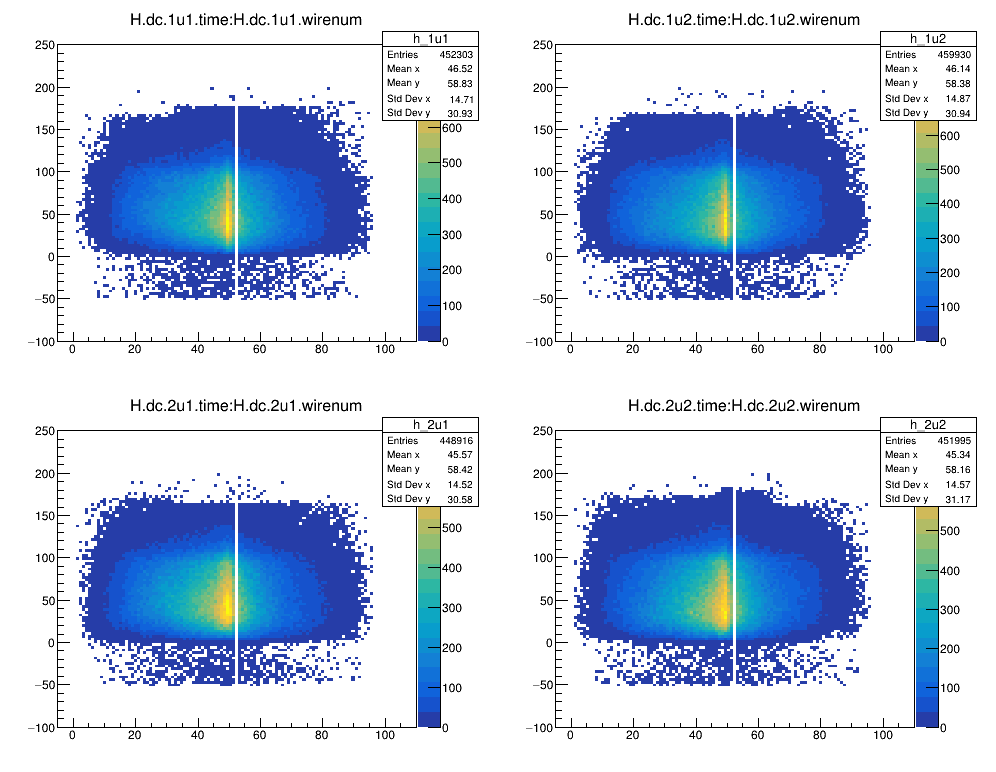 H.dc.1u1.time:H.dc.1u1.wirenum
h_1u1
Entries 452303
Mean x 46.52
Mean y 58.83
Std Dev x 14.71
Std Dev y 30.93
250
200
150
100
50
0
−50
−100
0 20 40 60 80 100
600
500
400
300
200
100
0
H.dc.1u2.time:H.dc.1u2.wirenum
h_1u2
Entries 459930
Mean x 46.14
Mean y 58.38
Std Dev x 14.87
Std Dev y 30.94
250
200
150
100
50
0
−50
−100
0 20 40 60 80 100
600
500
400
300
200
100
0
H.dc.2u1.time:H.dc.2u1.wirenum
h_2u1
Entries 448916
Mean x 45.57
Mean y 58.42
Std Dev x 14.52
Std Dev y 30.58
250
200
150
100
50
0
−50
−100
0 20 40 60 80 100
500
400
300
200
100
0
H.dc.2u2.time:H.dc.2u2.wirenum
h_2u2
Entries 451995
Mean x 45.34
Mean y 58.16
Std Dev x 14.57
Std Dev y 31.17
250
200
150
100
50
0
−50
−100
0 20 40 60 80 100
500
400
300
200
100
0